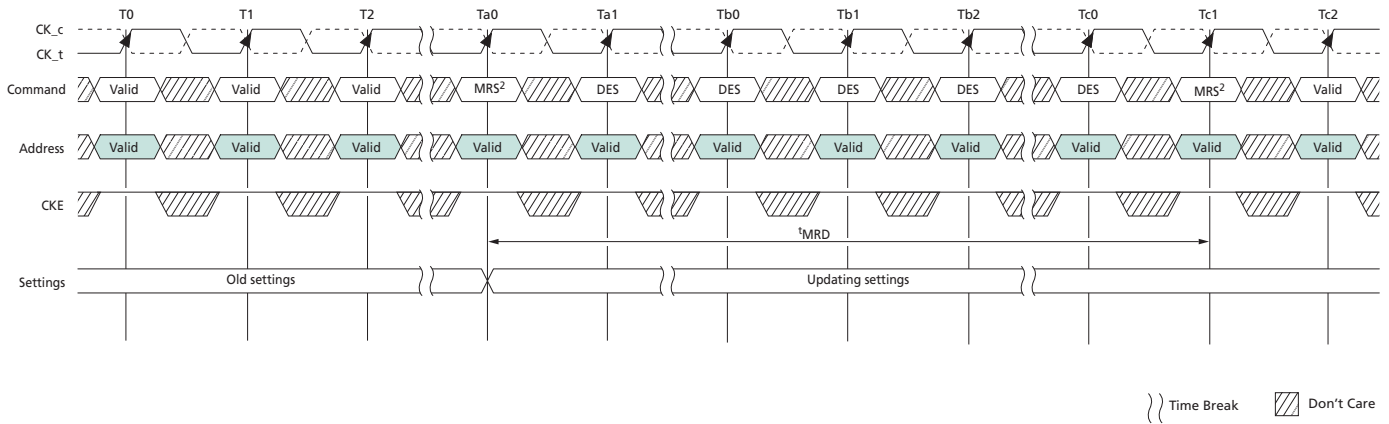 T0 T1 T2 Ta0 Ta1 Tb0 Tb1 Tb2 Tc0 Tc1 Tc2
CK_c
CK_t
Command Valid Valid Valid MRS² DES DES DES DES DES MRS² Valid
Address Valid Valid Valid Valid Valid Valid Valid Valid Valid Valid Valid
CKE
tMRD
Settings Old settings Updating settings
Time Break Don't Care